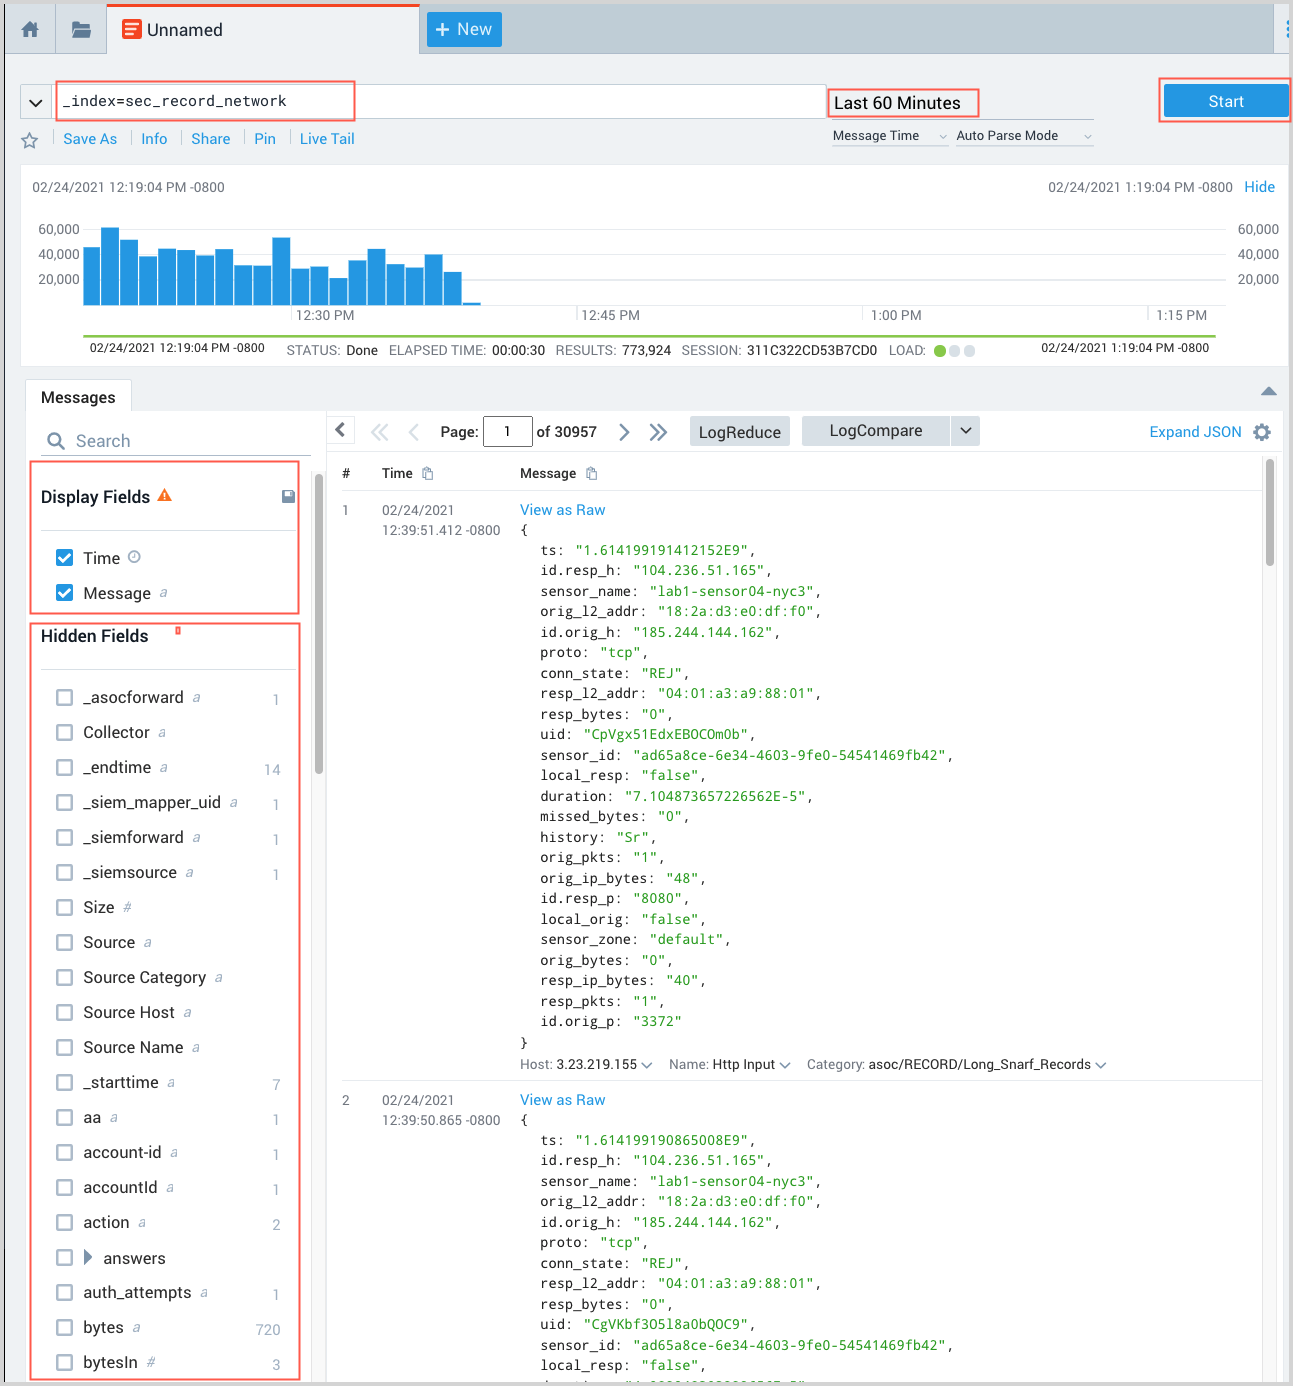 Unnamed
+ New
_index=sec_record_network
Last 60 Minutes
Start
Save As
Info
Share
Pin
Live Tail
Message Time
Auto Parse Mode
02/24/2021 12:19:04 PM -0800
02/24/2021 1:19:04 PM -0800 Hide
60,000
40,000
20,000
60,000
40,000
20,000
12:30 PM
12:45 PM
1:00 PM
1:15 PM
02/24/2021 12:19:04 PM -0800
STATUS: Done ELAPSED TIME: 00:00:30 RESULTS: 773,924 SESSION: 311C322CD53B7CD0 LOAD:
02/24/2021 1:19:04 PM -0800
Messages
Search
Display Fields
Time
Message a
Hidden Fields
_asocforward a 1
Collector a
_endtime a 14
_siem_mapper_uid a 1
_siemforward a 1
_siemsource a 1
Size #
Source a
Source Category a
Source Host a
Source Name a
_starttime a 7
aa a 1
account-id a 1
accountId a 1
action a 2
answers
auth_attempts a 1
bytes a 720
bytesIn # 3
Page: 1 of 30957
LogReduce
LogCompare
Expand JSON
# Time Message
1 02/24/2021
12:39:51.412 -0800
View as Raw
{
ts: "1.614199191412152E9",
id.resp_h: "104.236.51.165",
sensor_name: "lab1-sensor04-nyc3",
orig_l2_addr: "18:2a:d3:e0:df:f0",
id.orig_h: "185.244.144.162",
proto: "tcp",
conn_state: "REJ",
resp_l2_addr: "04:01:a3:a9:88:01",
resp_bytes: "0",
uid: "CpVgx51EdxEBOCOm0b",
sensor_id: "ad65a8ce-6e34-4603-9fe0-54541469fb42",
local_resp: "false",
duration: "7.104873657226562E-5",
missed_bytes: "0",
history: "Sr",
orig_pkts: "1",
orig_ip_bytes: "48",
id.resp_p: "8080",
local_orig: "false",
sensor_zone: "default",
orig_bytes: "0",
resp_ip_bytes: "40",
resp_pkts: "1",
id.orig_p: "3372"
}
Host: 3.23.219.155 Name: Http Input Category: asoc/RECORD/Long_Snarf_Records
2 02/24/2021
12:39:50.865 -0800
View as Raw
{
ts: "1.614199190865008E9",
id.resp_h: "104.236.51.165",
sensor_name: "lab1-sensor04-nyc3",
orig_l2_addr: "18:2a:d3:e0:df:f0",
id.orig_h: "185.244.144.162",
proto: "tcp",
conn_state: "REJ",
resp_l2_addr: "04:01:a3:a9:88:01",
resp_bytes: "0",
uid: "CgVKbf3O5l8a0bQOC9",
sensor_id: "ad65a8ce-6e34-4603-9fe0-54541469fb42",
local_resp: "false",